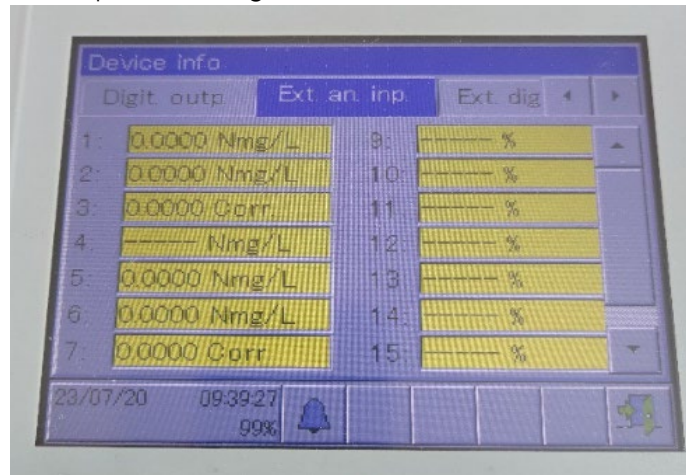 Device info
Digit. outp. Ext. an. inp. Ext. dig
1: 0.0000 Nmg/L 9: ----- %
2: 0.0000 Nmg/L 10: ----- %
3: 0.0000 Corr. 11: ----- %
4: ----- Nmg/L 12: ----- %
5: 0.0000 Nmg/L 13: ----- %
6: 0.0000 Nmg/L 14: ----- %
7: 0.0000 Corr. 15: ----- %
23/07/20 09:39:27
99%